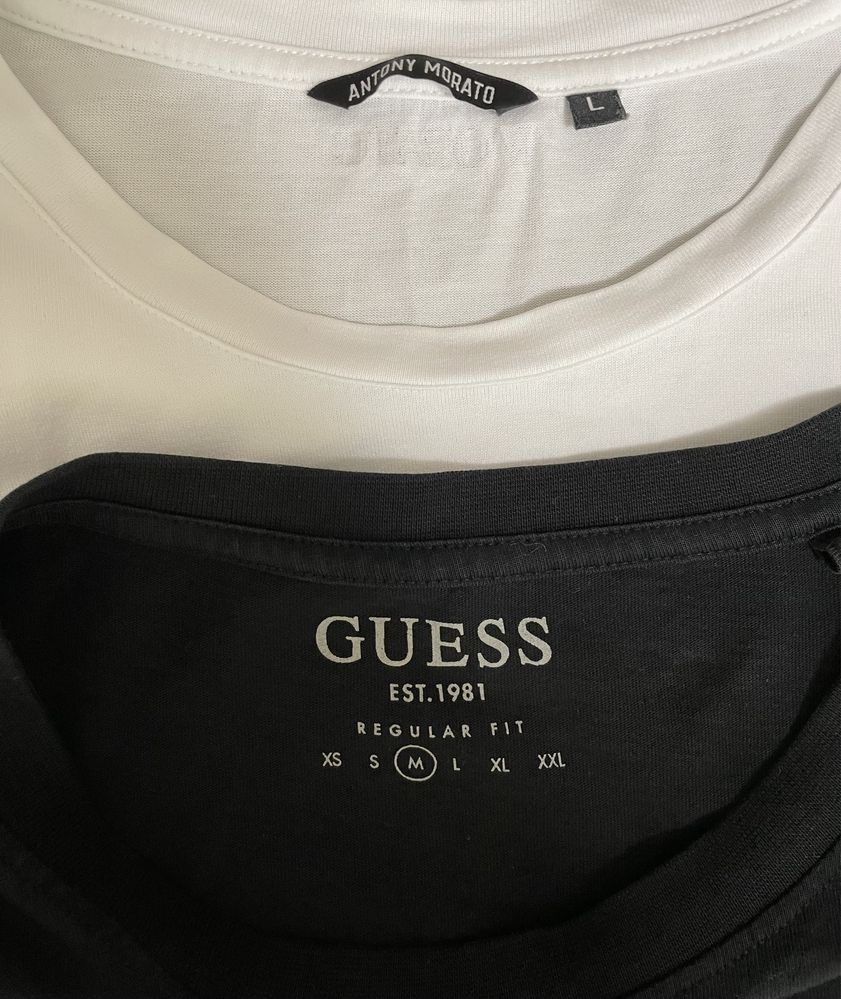 ANTONY MORATO
L
GUESS
EST.1981
REGULAR FIT
XS S M L XL XXL